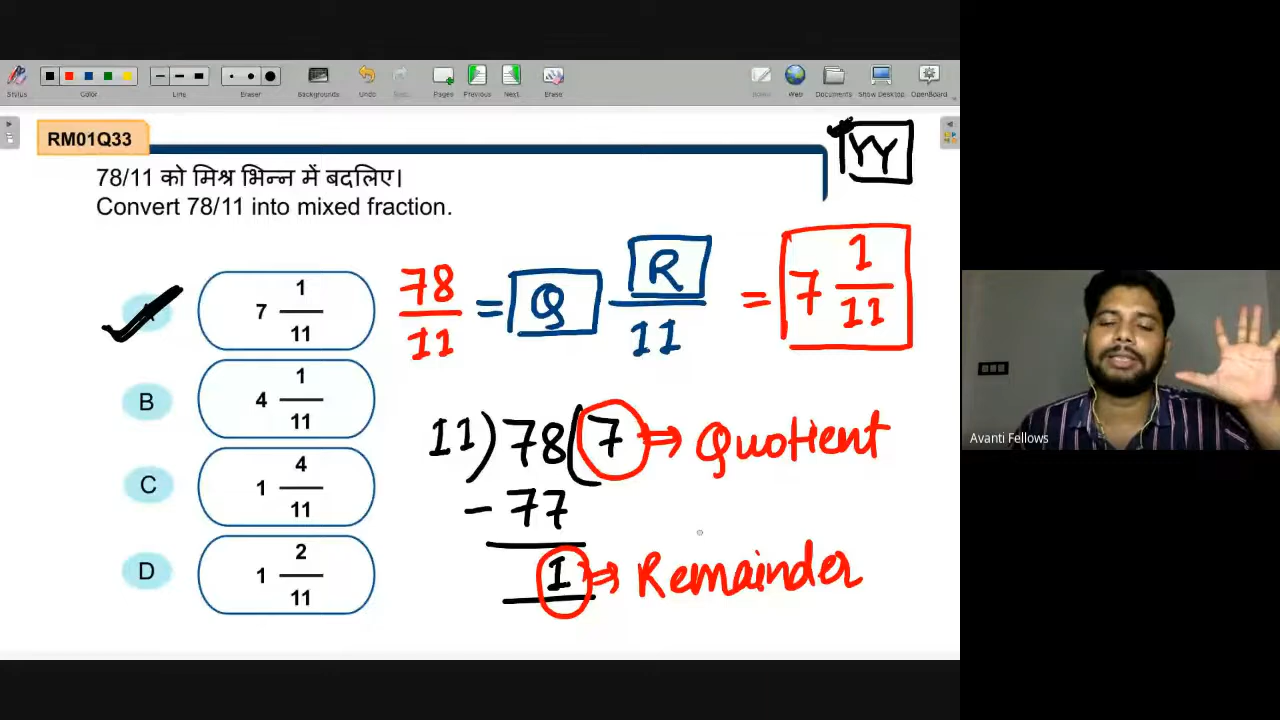 Stylus
Color
Line
Eraser
Backgrounds
Undo
Pages
Previous
Next
Erase
Web
Documents
Show Desktop
OpenBoard
RM01Q33
YY
78/11 को मिश्र भिन्न में बदलिए।
Convert 78/11 into mixed fraction.
7 1/11
B
4 1/11
C
1 4/11
D
1 2/11
78/11 = Q R/11 = 7 1/11
11) 78 (7 ⇒ Quotient
- 77
1 ⇒ Remainder
Avanti Fellows